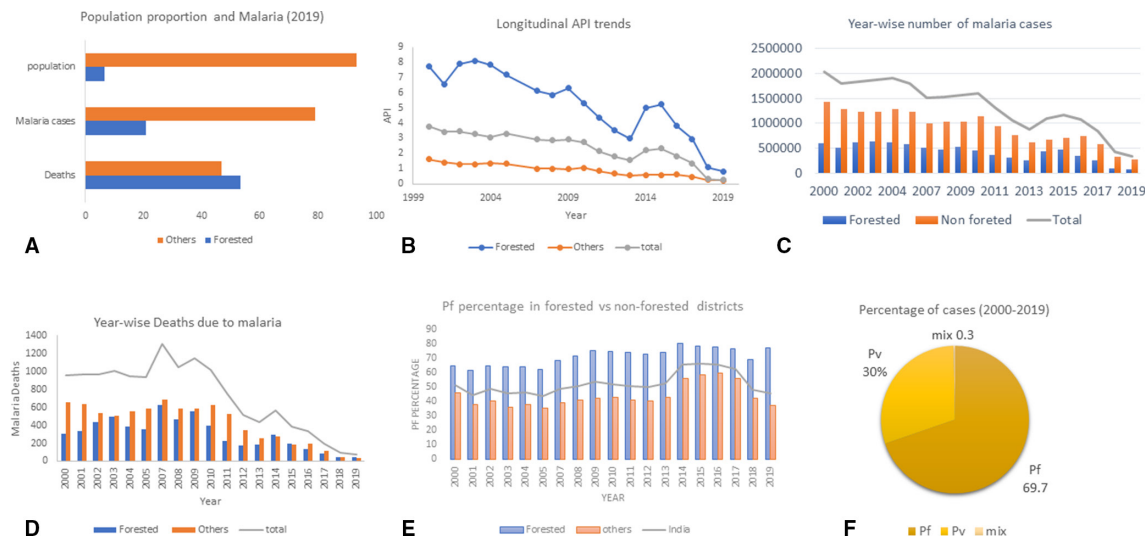 Population proportion and Malaria (2019)
population
Malaria cases
Deaths
0 20 40 60 80 100
Others Forested
A
Longitudinal API trends
9
8
7
6
5
4
3
2
1
0
API
1999 2004 2009 2014 2019
Year
Forested Others total
B
Year-wise number of malaria cases
2500000
2000000
1500000
1000000
500000
0
2000 2002 2004 2007 2009 2011 2013 2015 2017 2019
Forested Non foreted Total
C
Year-wise Deaths due to malaria
1400
1200
1000
800
600
400
200
0
MalariaDeaths
2000 2001 2002 2003 2004 2005 2007 2008 2009 2010 2011 2012 2013 2014 2015 2016 2017 2018 2019
Year
Forested Others total
D
Pf percentage in forested vs non-forested districts
90
80
70
60
50
40
30
20
10
0
PF PERCENTAGE
2000 2001 2002 2003 2004 2005 2007 2008 2009 2010 2011 2012 2013 2014 2015 2016 2017 2018 2019
YEAR
Forested others India
E
Percentage of cases (2000-2019)
mix 0.3
Pv
30%
Pf
69.7
Pf Pv mix
F